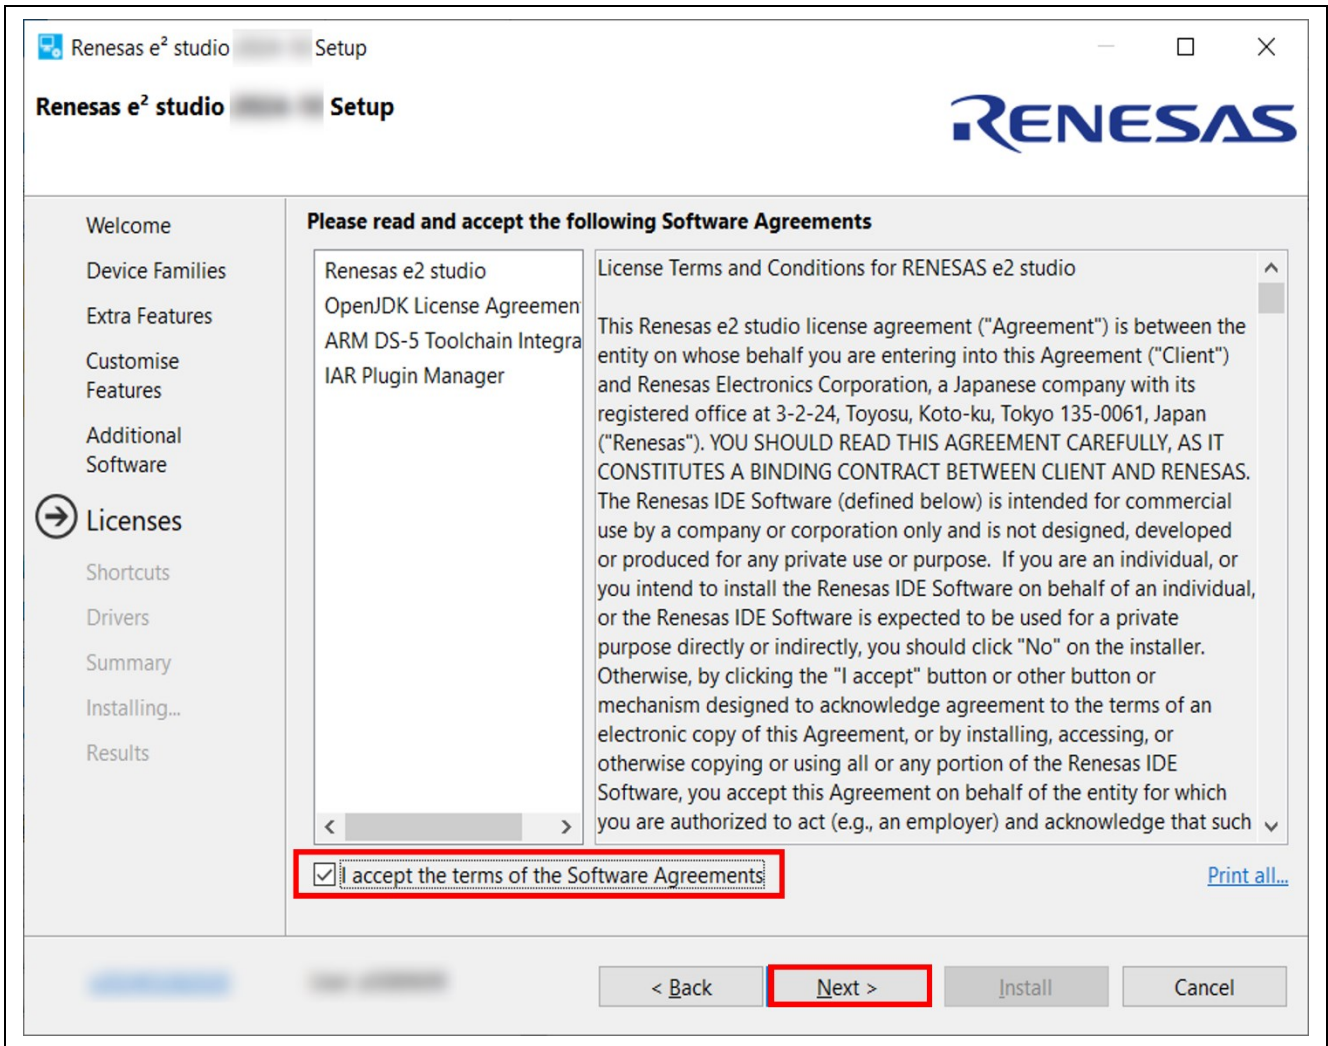 Renesas e² studio Setup
Renesas e² studio Setup
RENESAS
Welcome
Device Families
Extra Features
Customise
Features
Additional
Software
Licenses
Shortcuts
Drivers
Summary
Installing...
Results
Please read and accept the following Software Agreements
Renesas e2 studio
OpenJDK License Agreemen
ARM DS-5 Toolchain Integra
IAR Plugin Manager
License Terms and Conditions for RENESAS e2 studio
This Renesas e2 studio license agreement ("Agreement") is between the
entity on whose behalf you are entering into this Agreement ("Client")
and Renesas Electronics Corporation, a Japanese company with its
registered office at 3-2-24, Toyosu, Koto-ku, Tokyo 135-0061, Japan
("Renesas"). YOU SHOULD READ THIS AGREEMENT CAREFULLY, AS IT
CONSTITUTES A BINDING CONTRACT BETWEEN CLIENT AND RENESAS.
The Renesas IDE Software (defined below) is intended for commercial
use by a company or corporation only and is not designed, developed
or produced for any private use or purpose.  If you are an individual, or
you intend to install the Renesas IDE Software on behalf of an individual,
or the Renesas IDE Software is expected to be used for a private
purpose directly or indirectly, you should click "No" on the installer.
Otherwise, by clicking the "I accept" button or other button or
mechanism designed to acknowledge agreement to the terms of an
electronic copy of this Agreement, or by installing, accessing, or
otherwise copying or using all or any portion of the Renesas IDE
Software, you accept this Agreement on behalf of the entity for which
you are authorized to act (e.g., an employer) and acknowledge that such
I accept the terms of the Software Agreements
Print all...
< Back
Next >
Install
Cancel